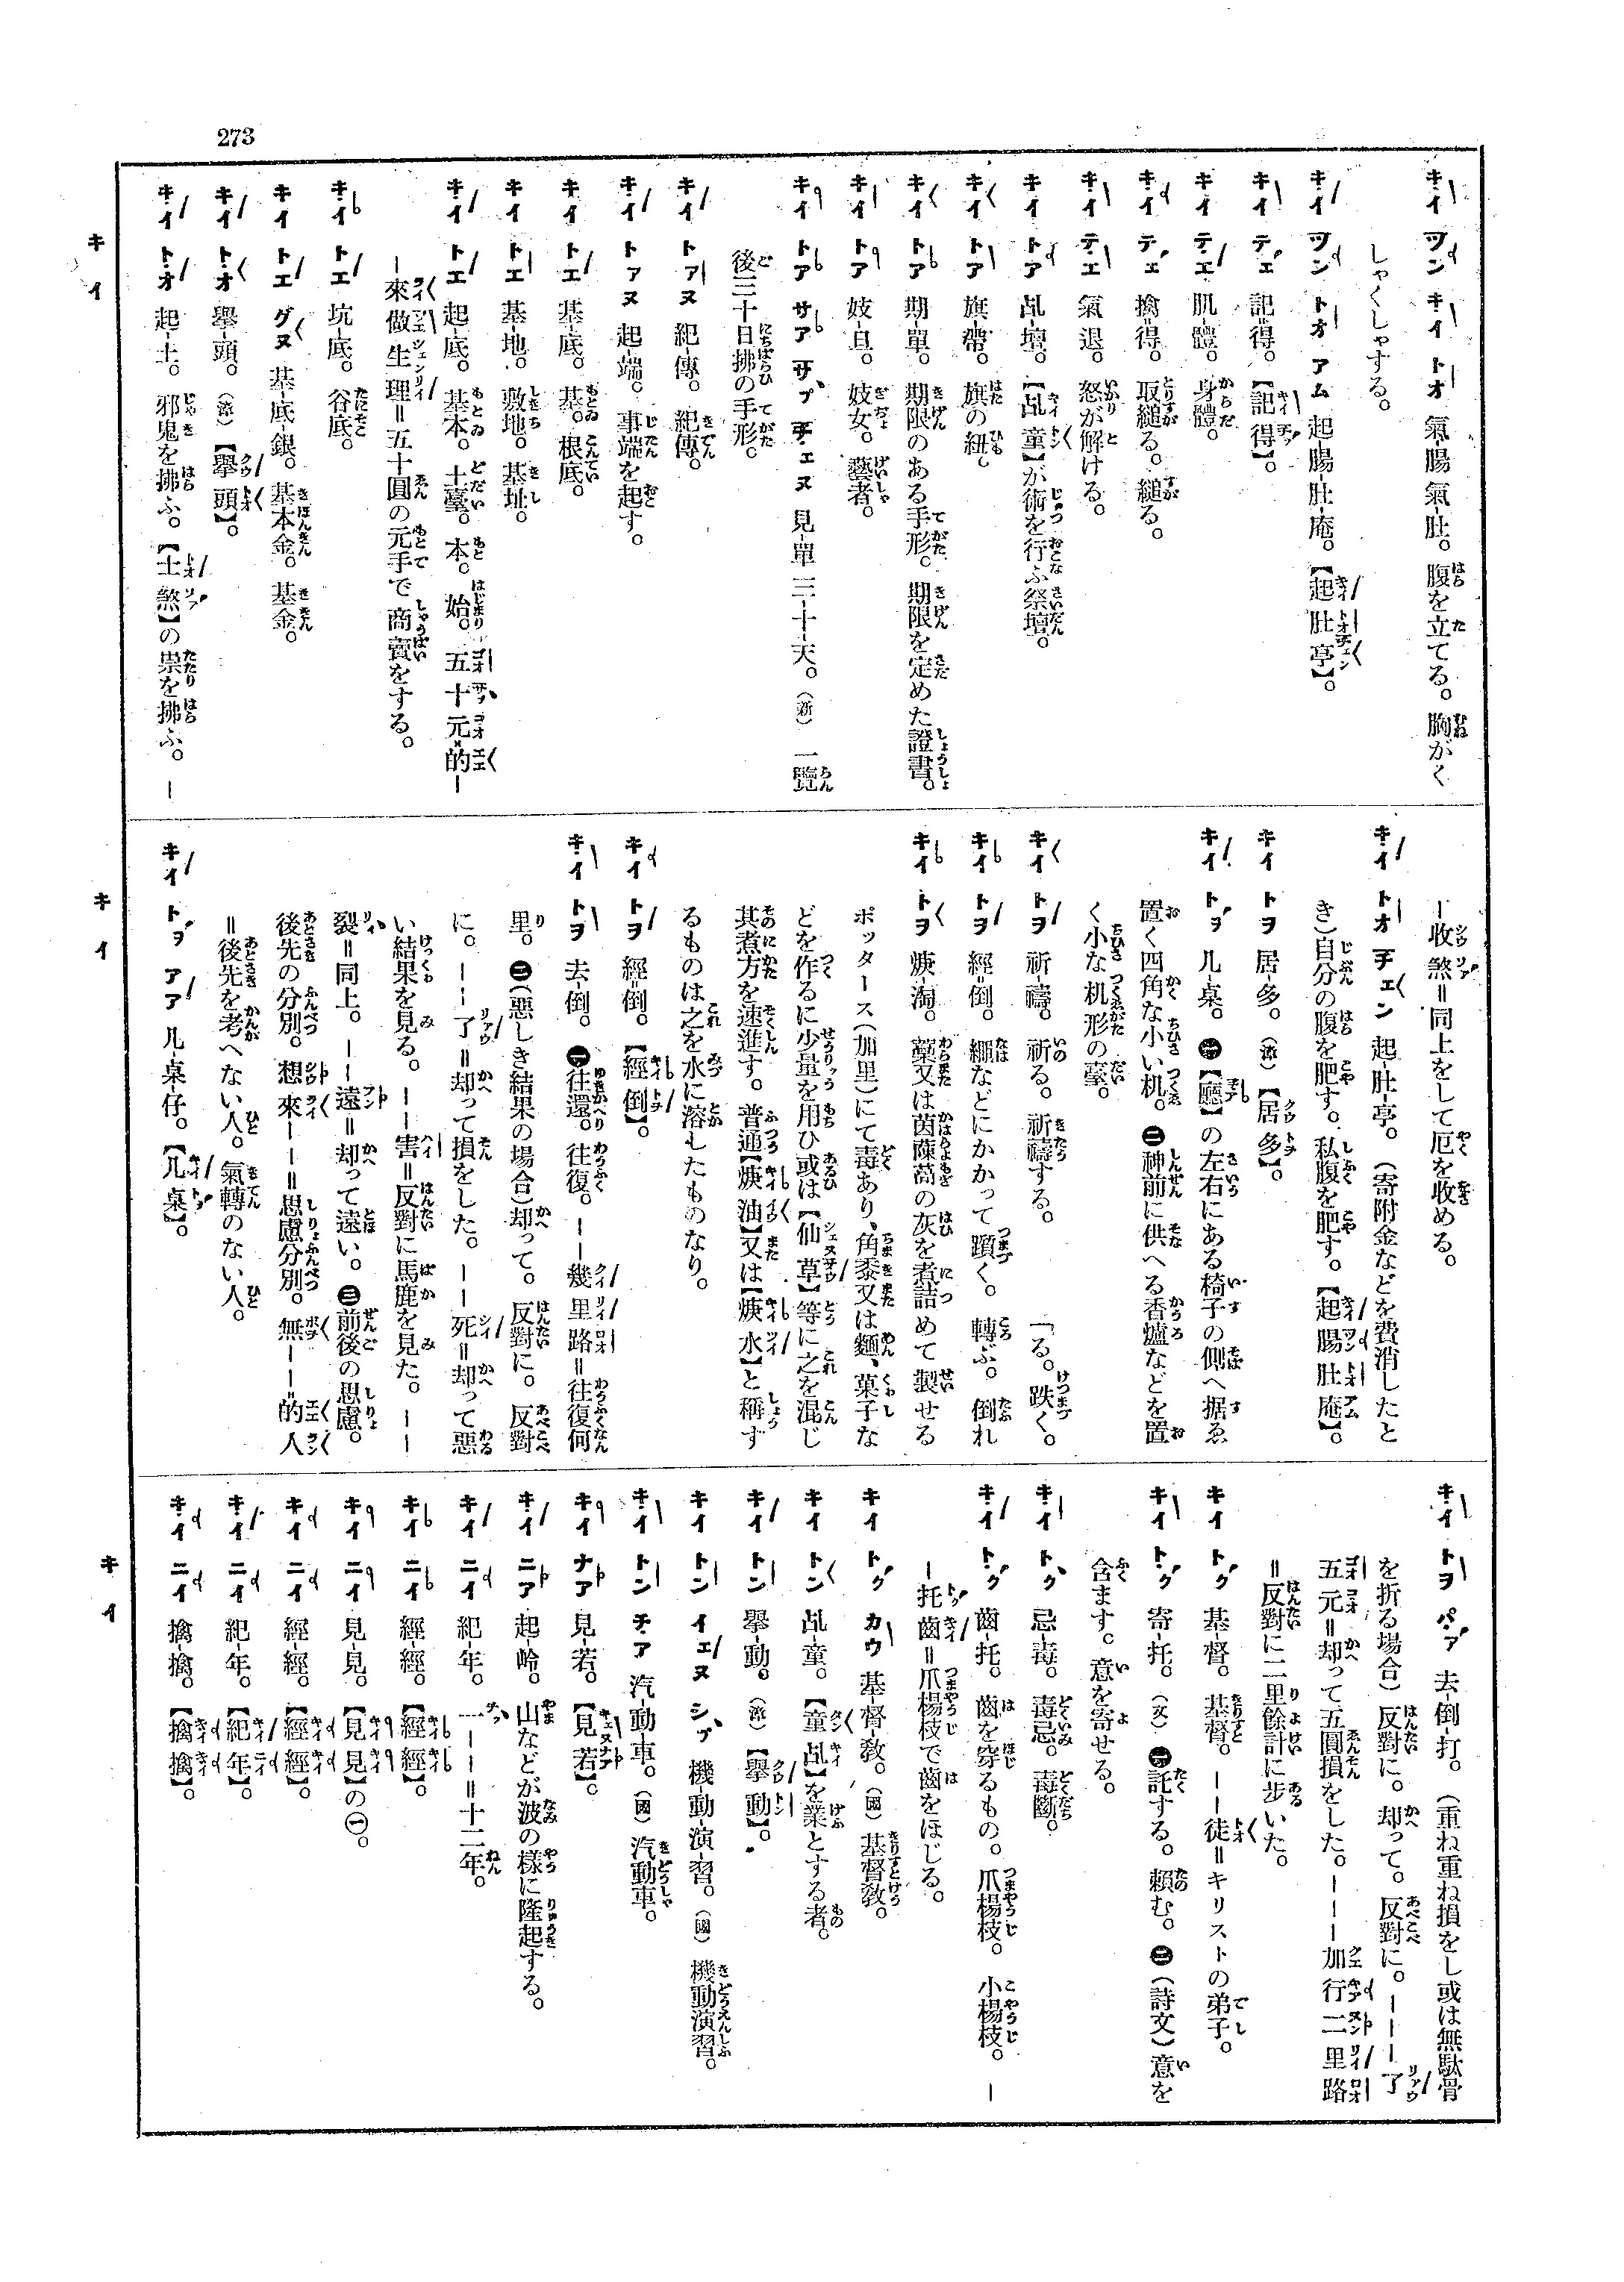 273
キイ ツン キイ トオ 氣-腸 氣-肚。 腹を立てる。 胸がく
しゃくしゃする。
キイ ツン トオ アム 起-腸-肚-庵。【起肚亭】。
キイ テ 記=得。【記得】。
キイ テエ 肌-體。 身體。
キイ テ 擒=得。 取縋る。縋る。
キイ テエ 氣-退。 怒が解ける。
キイ トア 乩-壇。【乩童】が術を行ふ祭壇。
キイ トア 旗-帶。 旗の紐。
キイ トア 期-單。 期限のある手形。期限を定めた證書。
キイ トア 妓-旦。 妓女。藝者。
キイ トア サア ザプ チェヌ 見-單 三-十-天。(新) 一覽
後三十日拂の手形。
キイ トァヌ 紀-傳。 紀傳。
キイ トァヌ 起-端。 事端を起す。
キイ トエ 基-底。 基。根底。
キイ トエ 基-地。 敷地。基址。
キイ トエ 起-底。 基本。土臺。本。始。五十元的—
—來做生理=五十圓の元手で商賣をする。
キイ トエ 坑-底。 谷底。
キイ トエ グヌ 基-底-銀。 基本金。基金。
キイ トオ 擧-頭。(漳)【擧頭】。
キイ トオ 起-土。 邪鬼を拂ふ。【土煞】の祟を拂ふ。—
キイ
—收煞=同上をして厄を收める。
キイ トオ チェン 起-肚-亭。(寄附金などを費消したと
き)自分の腹を肥す。私腹を肥す。【起腸肚庵】。
キイ トヲ 居-多。(漳)【居多】。
キイ トヲ 几-桌。 ㊀【廳】の左右にある椅子の側へ据ゑ
置く四角な小い机。㊁神前に供へる香爐などを置
く小な机形の臺。
キイ トヲ 祈-禱。 祈る。祈禱する。 「る。跌く。
キイ トヲ 經-倒。 繩などにかかって躓く。轉ぶ。倒れ
キイ トヲ 焿-淘。 藁又は茵蔯蒿の灰を煮詰めて製せる
ポッタース(加里)にて毒あり、角黍又は麵、菓子な
どを作るに少量を用ひ或は【仙草】等に之を混じ
其煮方を速進す。普通【焿油】又は【焿水】と稱す
るものは之を水に溶したものなり。
キイ トヲ 經=倒。【經倒】。
キイ トヲ 去-倒。 ㊀往還。往復。——幾里路=往復何
里。㊁(惡しき結果の場合)却って。反對に。反對
に。——了=却って損をした。——死=却って惡
い結果を見る。——害=反對に馬鹿を見た。——
裂=同上。——遠=却って遠い。㊂前後の思慮。
後先の分別。想來——=思慮分別。無——=的人
=後先を考へない人。氣轉のない人。
キイ トヲ アア 几-桌仔。【几桌】。
キイ
キイ トヲ パア 去-倒-打。(重ね重ね損をし或は無駄骨
を折る場合)反對に。却って。反對に。———了
五元=却って五圓損をした。———加行二里路
=反對に二里餘計に步いた。
キイ トク 基-督。 基督。——徒=キリストの弟子。
キイ トク 寄-托。(文) ㊀託する。賴む。㊁(詩文)意を
含ます。意を寄せる。
キイ トク 忌-毒。 毒忌。毒斷。
キイ トク 齒-托。 齒を穿るもの。爪楊枝。小楊枝。—
—托齒=爪楊枝で齒をほじる。
キイ トク カウ 基-督-敎。(國) 基督敎。
キイ トン 乩-童。【童乩】を業とする者。
キイ トン 擧-動。(漳)【擧動】。
キイ トン イェヌ シプ 機-動-演-習。(國) 機動演習。
キイ トン チア 汽-動-車。(國) 汽動車。
キイ ナア 見-若。【見若】。
キイ ニア 起-岭。 山などが波の樣に隆起する。
キイ ニイ 紀-年。 一——=十二年。
キイ ニイ 經-經。【經經】。
キイ ニイ 見-見。【見見】の㊀。
キイ ニイ 經-經。【經經】。
キイ ニイ 紀-年。【紀年】。
キイ ニイ 擒-擒。【擒擒】。
キイ